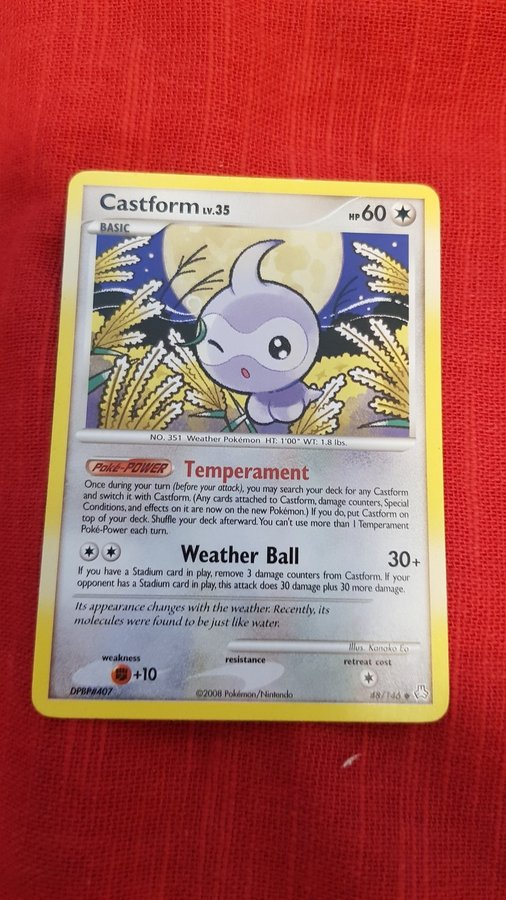 Castform LV.35
HP 60
BASIC
NO. 351 Weather Pokémon HT: 1'00" WT: 1.8 lbs.
Poké-POWER Temperament
Once during your turn (before your attack), you may search your deck for any Castform
and switch it with Castform. (Any cards attached to Castform, damage counters, Special
Conditions, and effects on it are now on the new Pokémon.) If you do, put Castform on
top of your deck. Shuffle your deck afterward. You can't use more than 1 Temperament
Poké-Power each turn.
Weather Ball 30+
If you have a Stadium card in play, remove 3 damage counters from Castform. If your
opponent has a Stadium card in play, this attack does 30 damage plus 30 more damage.
Its appearance changes with the weather. Recently, its
molecules were found to be just like water.
Illus. Kanako Eo
weakness resistance retreat cost
+10
DPBP#407 ©2008 Pokémon/Nintendo 48/146